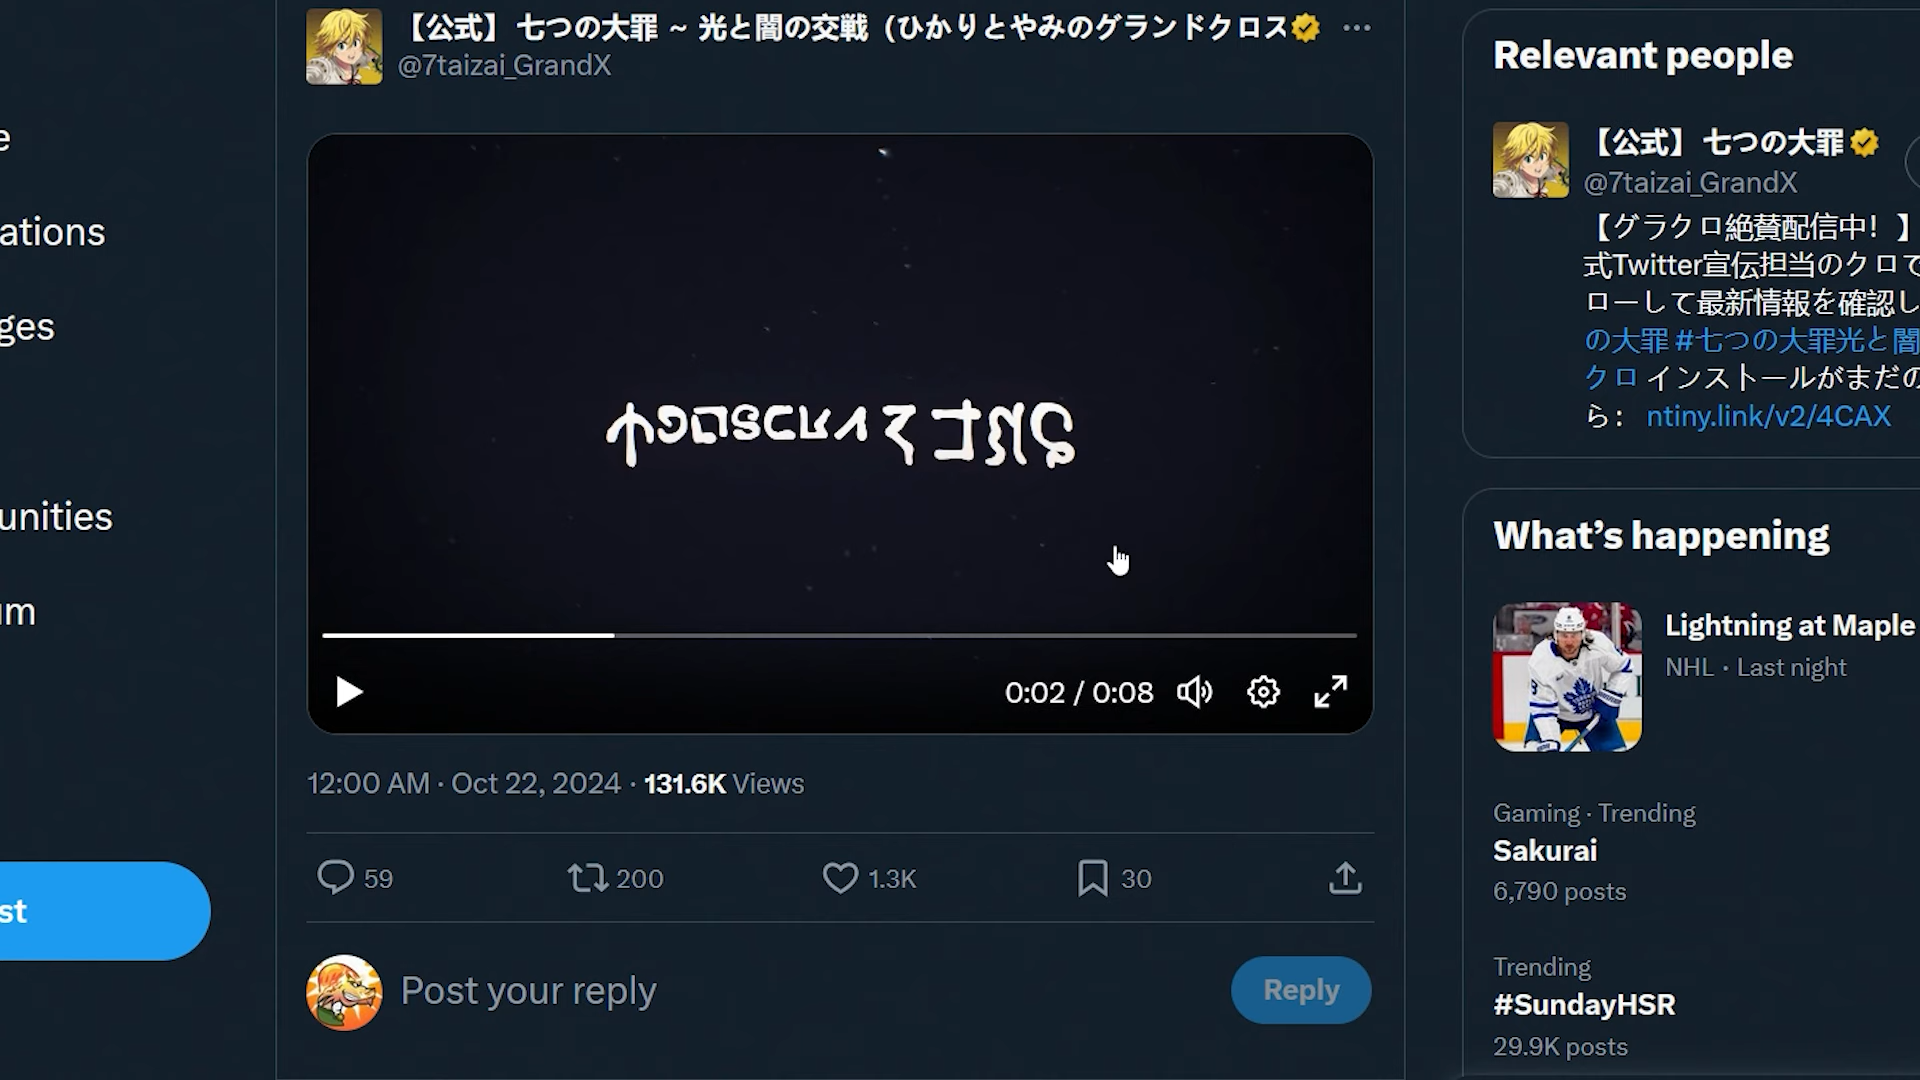 【公式】七つの大罪 ~ 光と闇の交戦（ひかりとやみのグランドクロス
@7taizai_GrandX
e
ations
ges
unities
um
st
0:02 / 0:08
12:00 AM · Oct 22, 2024 · 131.6K Views
59
200
1.3K
30
Post your reply
Reply
Relevant people
【公式】七つの大罪
@7taizai_GrandX
【グラクロ絶賛配信中！】
式Twitter宣伝担当のクロで
ローして最新情報を確認し
の大罪 #七つの大罪光と闇
クロ インストールがまだの
ら： ntiny.link/v2/4CAX
What's happening
Lightning at Maple
NHL · Last night
Gaming · Trending
Sakurai
6,790 posts
Trending
#SundayHSR
29.9K posts